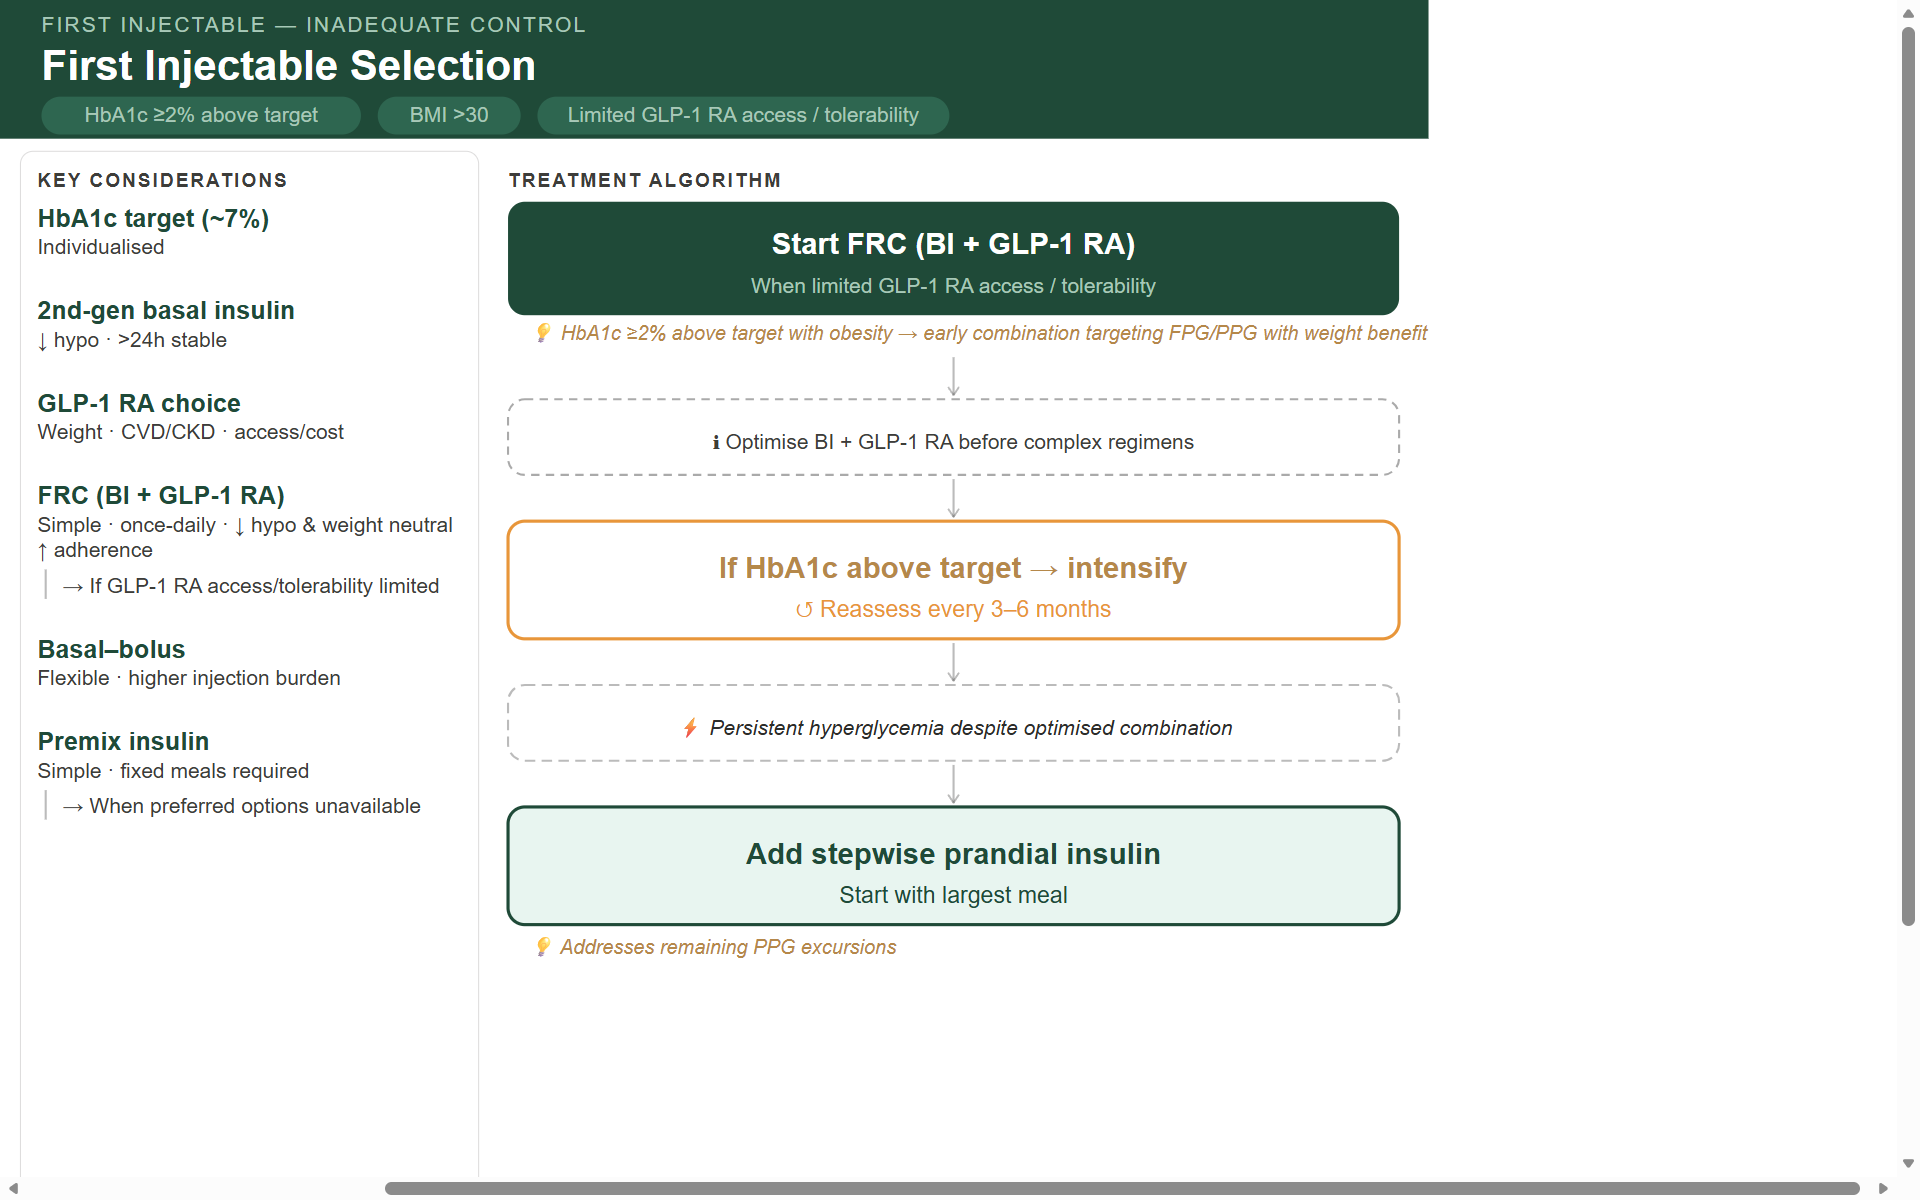 FIRST INJECTABLE — INADEQUATE CONTROL
First Injectable Selection
HbA1c ≥2% above target
BMI >30
Limited GLP-1 RA access / tolerability
KEY CONSIDERATIONS
HbA1c target (~7%)
Individualised
2nd-gen basal insulin
↓ hypo · >24h stable
GLP-1 RA choice
Weight · CVD/CKD · access/cost
FRC (BI + GLP-1 RA)
Simple · once-daily · ↓ hypo & weight neutral
↑ adherence
→ If GLP-1 RA access/tolerability limited
Basal–bolus
Flexible · higher injection burden
Premix insulin
Simple · fixed meals required
→ When preferred options unavailable
TREATMENT ALGORITHM
Start FRC (BI + GLP-1 RA)
When limited GLP-1 RA access / tolerability
💡 HbA1c ≥2% above target with obesity → early combination targeting FPG/PPG with weight benefit
ℹ Optimise BI + GLP-1 RA before complex regimens
If HbA1c above target → intensify
↺ Reassess every 3–6 months
⚡ Persistent hyperglycemia despite optimised combination
Add stepwise prandial insulin
Start with largest meal
💡 Addresses remaining PPG excursions